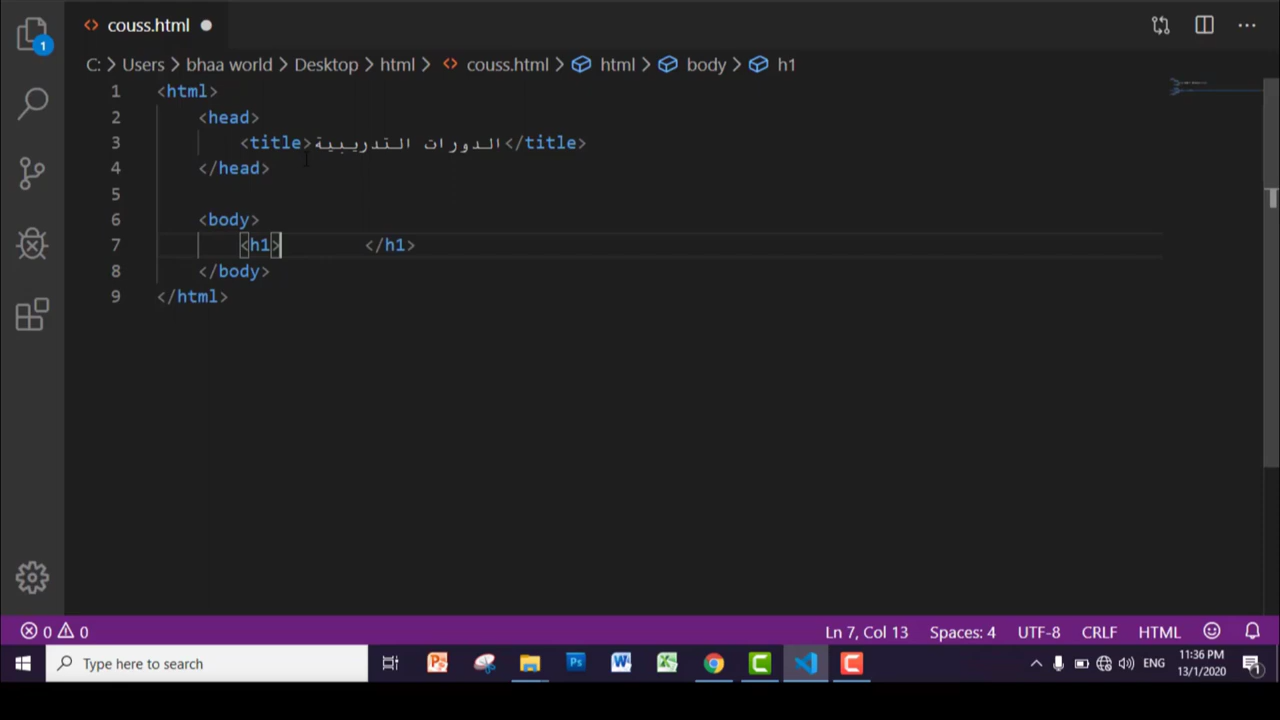 couss.html
C: > Users > bhaa world > Desktop > html > couss.html > html > body > h1
1 <html>
2 <head>
3 <title>الدورات التدريبية</title>
4 </head>
5
6 <body>
7 <h1> </h1>
8 </body>
9 </html>
0 0 Ln 7, Col 13 Spaces: 4 UTF-8 CRLF HTML
Type here to search ENG 11:36 PM
13/1/2020
1
1